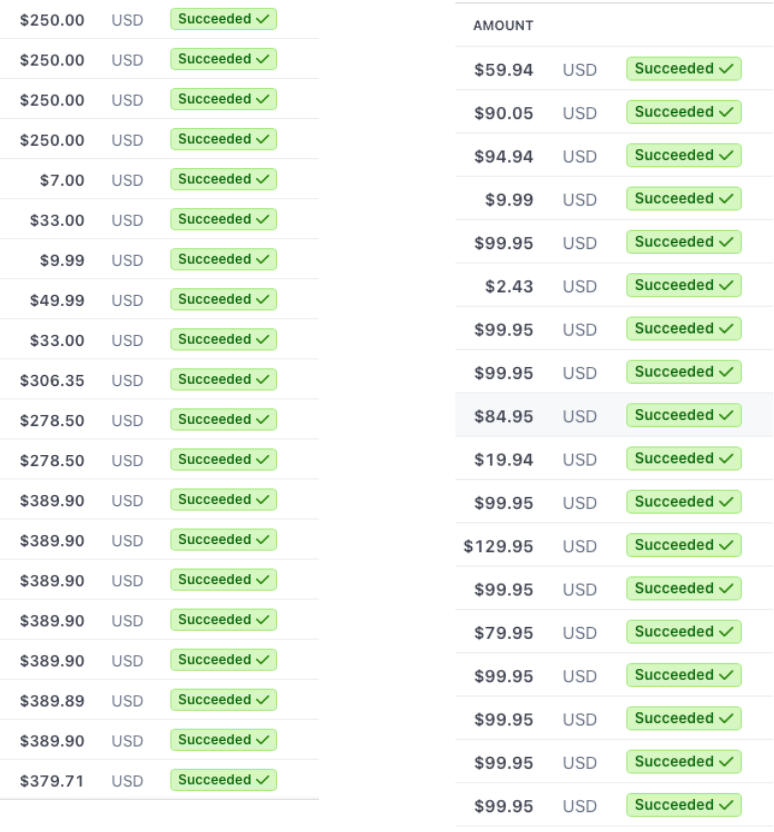 $250.00 USD Succeeded ✓
$250.00 USD Succeeded ✓
$250.00 USD Succeeded ✓
$250.00 USD Succeeded ✓
$7.00 USD Succeeded ✓
$33.00 USD Succeeded ✓
$9.99 USD Succeeded ✓
$49.99 USD Succeeded ✓
$33.00 USD Succeeded ✓
$306.35 USD Succeeded ✓
$278.50 USD Succeeded ✓
$278.50 USD Succeeded ✓
$389.90 USD Succeeded ✓
$389.90 USD Succeeded ✓
$389.90 USD Succeeded ✓
$389.90 USD Succeeded ✓
$389.90 USD Succeeded ✓
$389.89 USD Succeeded ✓
$389.90 USD Succeeded ✓
$379.71 USD Succeeded ✓
AMOUNT
$59.94 USD Succeeded ✓
$90.05 USD Succeeded ✓
$94.94 USD Succeeded ✓
$9.99 USD Succeeded ✓
$99.95 USD Succeeded ✓
$2.43 USD Succeeded ✓
$99.95 USD Succeeded ✓
$99.95 USD Succeeded ✓
$84.95 USD Succeeded ✓
$19.94 USD Succeeded ✓
$99.95 USD Succeeded ✓
$129.95 USD Succeeded ✓
$99.95 USD Succeeded ✓
$79.95 USD Succeeded ✓
$99.95 USD Succeeded ✓
$99.95 USD Succeeded ✓
$99.95 USD Succeeded ✓
$99.95 USD Succeeded ✓